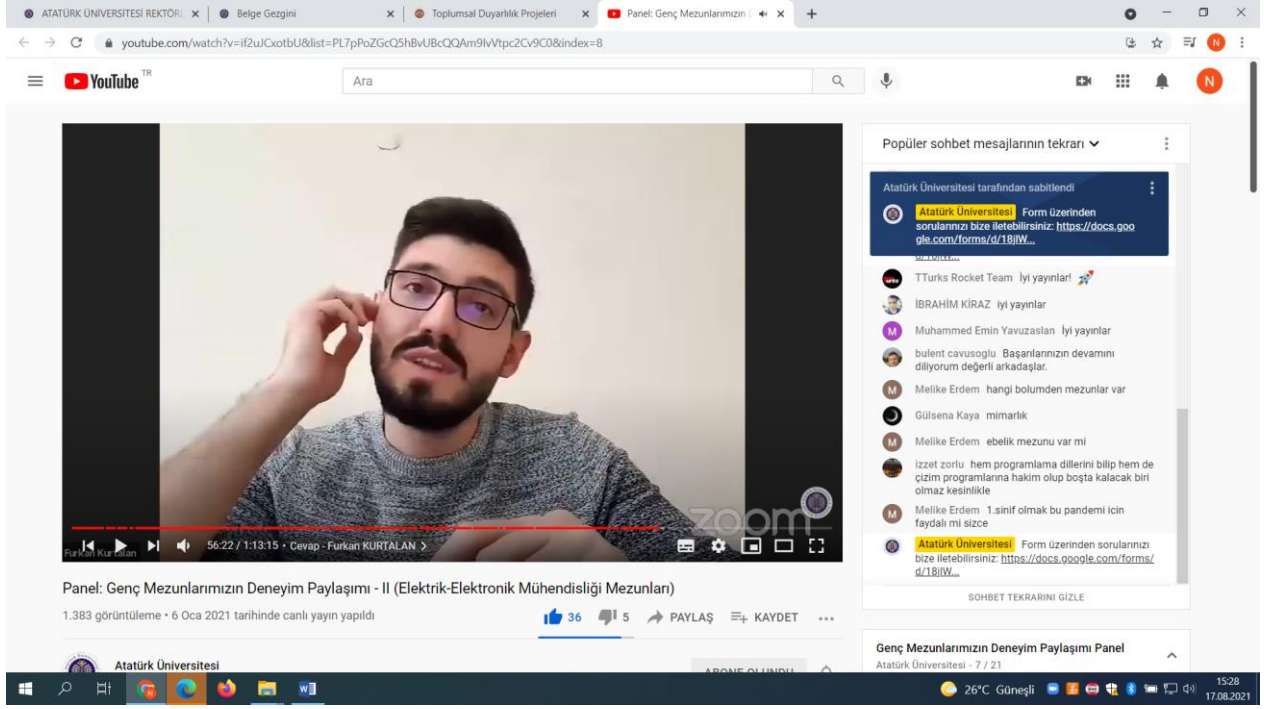 ATATÜRK ÜNİVERSİTESİ REKTÖRL
Belge Gezgini
Toplumsal Duyarlılık Projeleri
Panel: Genç Mezunlarımızın D
youtube.com/watch?v=if2uJCxotbU&list=PL7pPoZGcQ5hBvUBcQQAm9IvVtpc2Cv9C0&index=8
N
YouTube TR
Ara
N
zoom
Furkan Kurtalan
56:22 / 1:13:15 • Cevap - Furkan KURTALAN >
Panel: Genç Mezunlarımızın Deneyim Paylaşımı - II (Elektrik-Elektronik Mühendisliği Mezunları)
1.383 görüntüleme • 6 Oca 2021 tarihinde canlı yayın yapıldı
36 5 PAYLAŞ KAYDET
Atatürk Üniversitesi
ABONE OLUNDU
Popüler sohbet mesajlarının tekrarı
Atatürk Üniversitesi tarafından sabitlendi
Atatürk Üniversitesi Form üzerinden
sorularınızı bize iletebilirsiniz: https://docs.goo
gle.com/forms/d/18jlW...
d/18jlW...
TTurks Rocket Team İyi yayınlar! 🚀
İBRAHİM KİRAZ iyi yayınlar
M Muhammed Emin Yavuzaslan İyi yayınlar
bulent cavusoglu Başarılarınızın devamını
diliyorum değerli arkadaşlar.
M Melike Erdem hangi bolumden mezunlar var
Gülsena Kaya mimarlık
M Melike Erdem ebelik mezunu var mi
izzet zorlu hem programlama dillerini bilip hem de
çizim programlarına hakim olup boşta kalacak biri
olmaz kesinlikle
M Melike Erdem 1.sinif olmak bu pandemi icin
faydalı mi sizce
Atatürk Üniversitesi Form üzerinden sorularınızı
bize iletebilirsiniz: https://docs.google.com/forms/
d/18jlW...
SOHBET TEKRARINI GİZLE
Genç Mezunlarımızın Deneyim Paylaşımı Panel
Atatürk Üniversitesi - 7 / 21
26°C Güneşli
15:28
17.08.2021